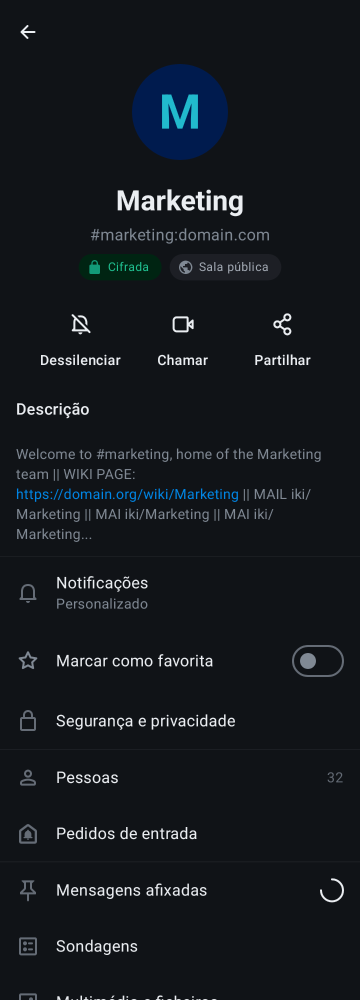 M
Marketing
#marketing:domain.com
Cifrada
Sala pública
Dessilenciar
Chamar
Partilhar
Descrição
Welcome to #marketing, home of the Marketing
team || WIKI PAGE:
https://domain.org/wiki/Marketing || MAIL iki/
Marketing || MAI iki/Marketing || MAI iki/
Marketing...
Notificações
Personalizado
Marcar como favorita
Segurança e privacidade
Pessoas
32
Pedidos de entrada
Mensagens afixadas
Sondagens
Multimédia e ficheiros